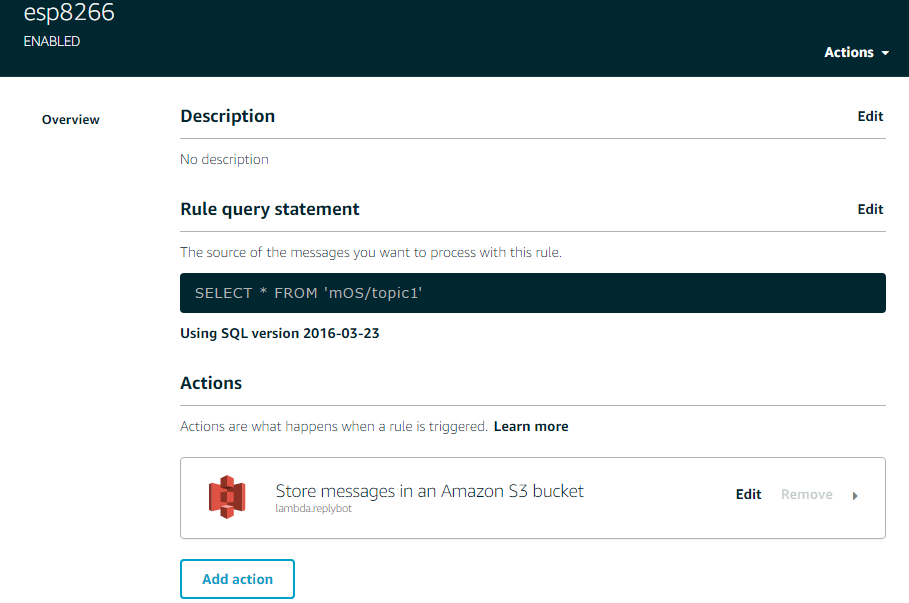 esp8266
ENABLED
Actions
Overview
Description
Edit
No description
Rule query statement
Edit
The source of the messages you want to process with this rule.
SELECT * FROM 'mOS/topic1'
Using SQL version 2016-03-23
Actions
Actions are what happens when a rule is triggered. Learn more
Store messages in an Amazon S3 bucket
lambda.replybot
Edit
Remove
Add action